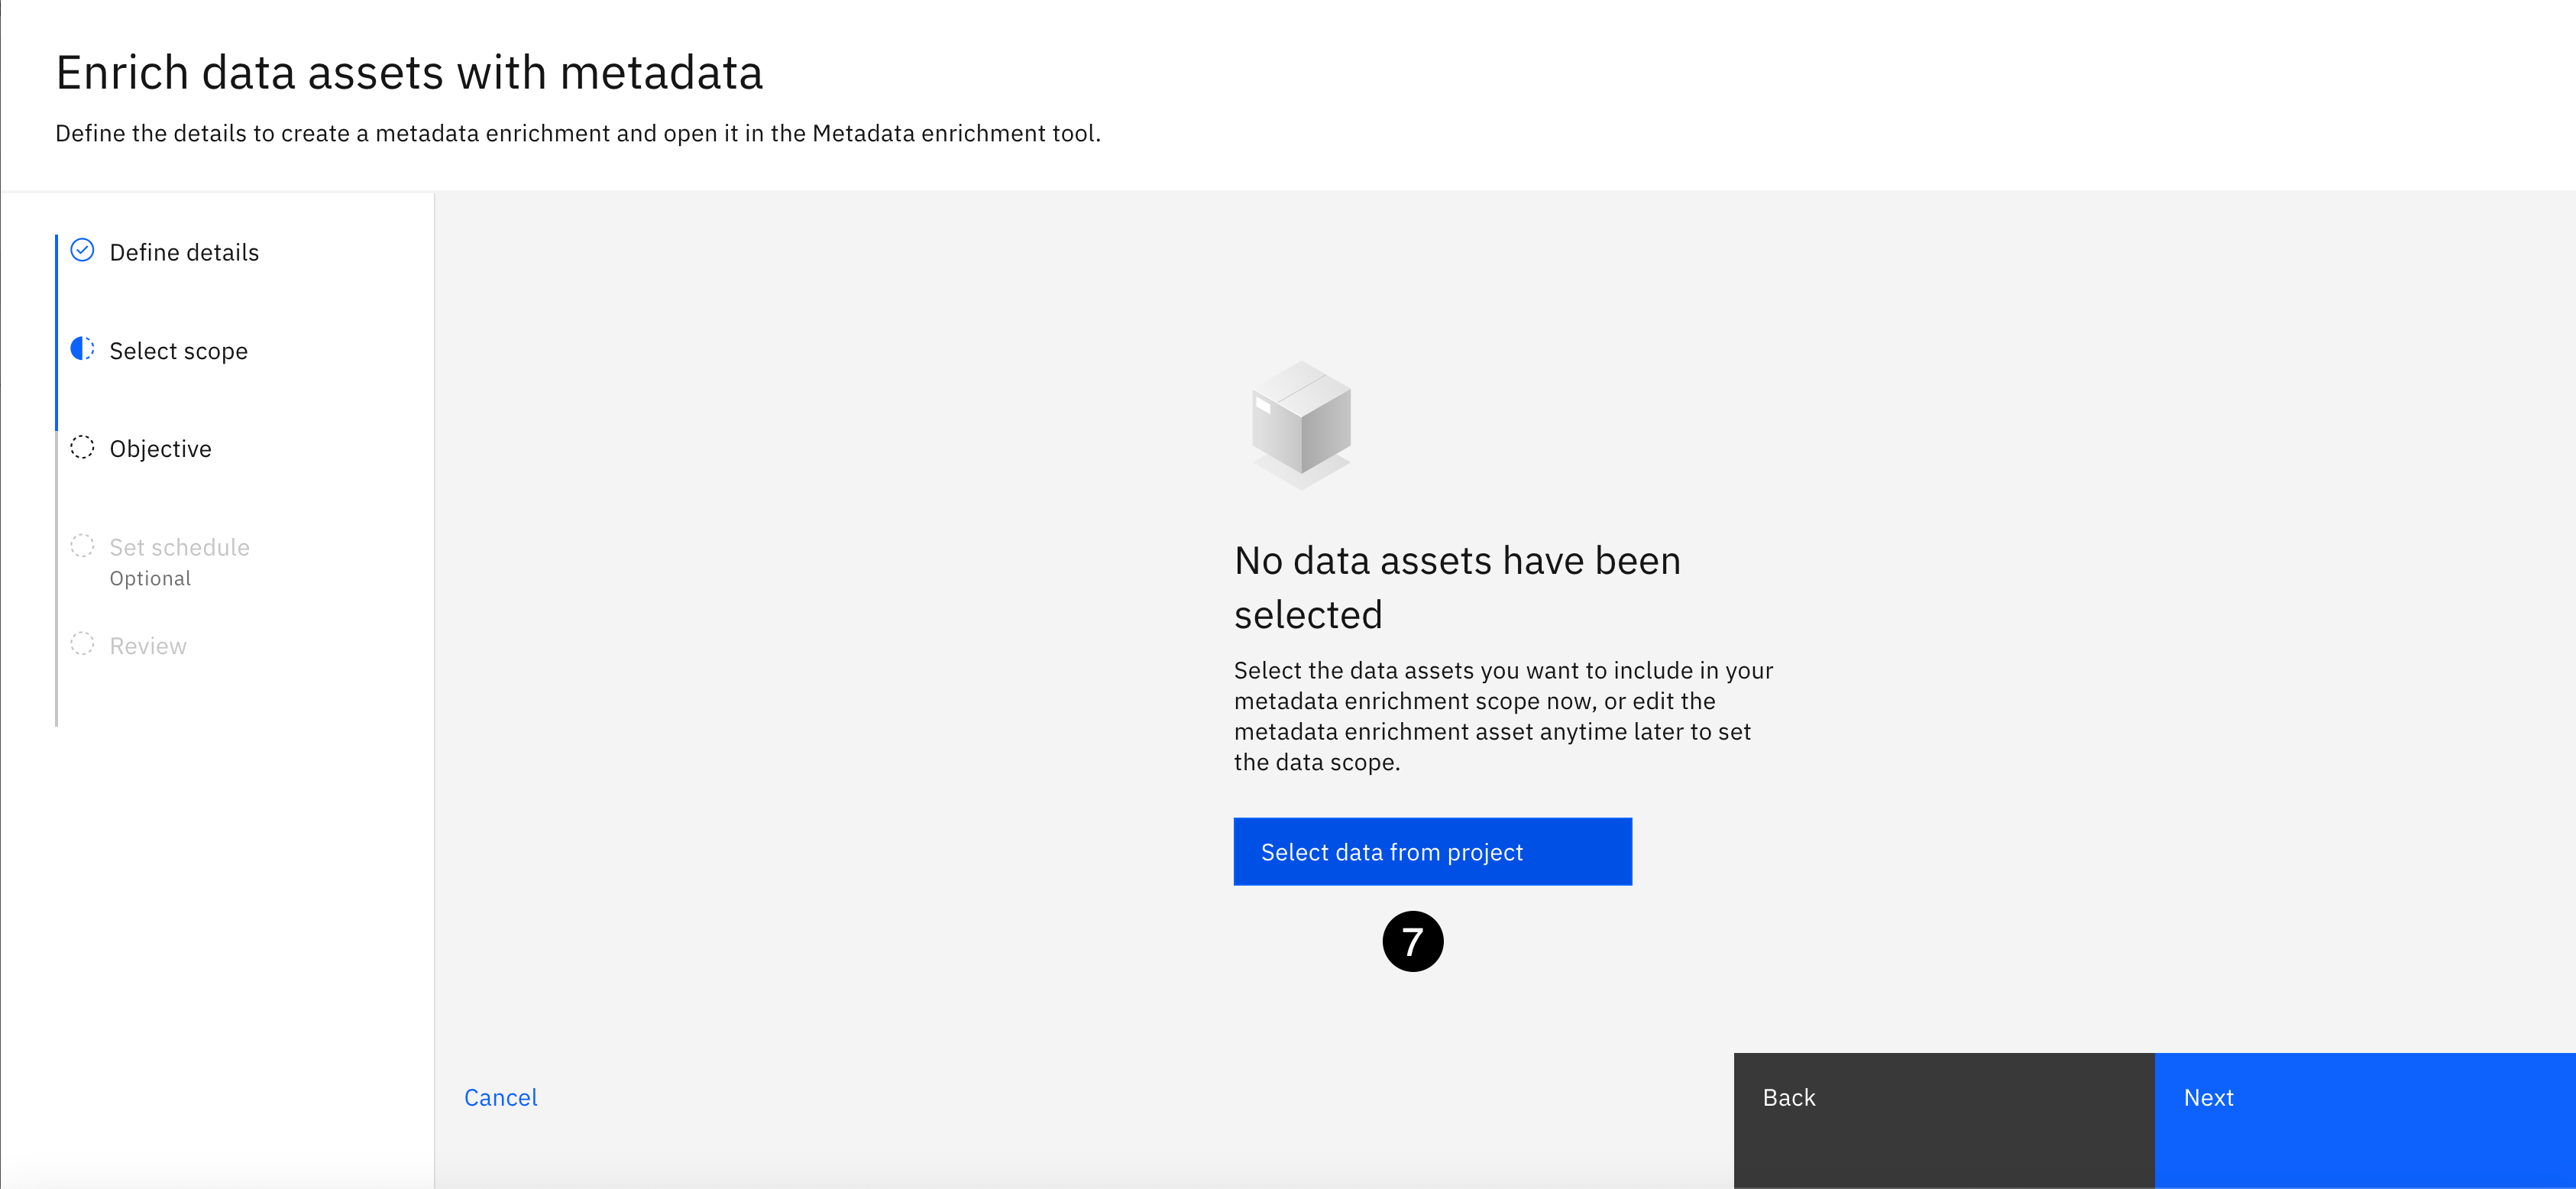 Enrich data assets with metadata
Define the details to create a metadata enrichment and open it in the Metadata enrichment tool.
Define details
Select scope
Objective
Set schedule
Optional
Review
No data assets have been
selected
Select the data assets you want to include in your
metadata enrichment scope now, or edit the
metadata enrichment asset anytime later to set
the data scope.
Select data from project
7
Cancel
Back
Next